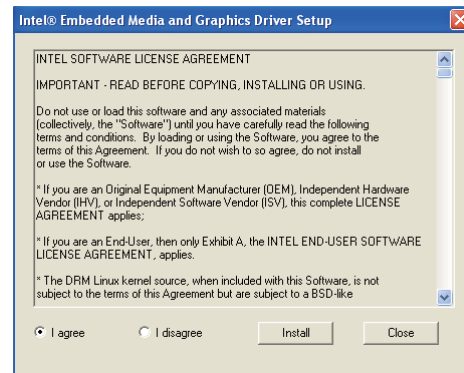 Intel® Embedded Media and Graphics Driver Setup
INTEL SOFTWARE LICENSE AGREEMENT
IMPORTANT - READ BEFORE COPYING, INSTALLING OR USING.
Do not use or load this software and any associated materials
(collectively, the "Software") until you have carefully read the following
terms and conditions. By loading or using the Software, you agree to the
terms of this Agreement. If you do not wish to so agree, do not install
or use the Software.
* If you are an Original Equipment Manufacturer (OEM), Independent Hardware
Vendor (IHV), or Independent Software Vendor (ISV), this complete LICENSE
AGREEMENT applies;
* If you are an End-User, then only Exhibit A, the INTEL END-USER SOFTWARE
LICENSE AGREEMENT, applies.
* The DRM Linux kernel source, when included with this Software, is not
subject to the terms of this Agreement but are subject to a BSD-like
I agree I disagree Install Close